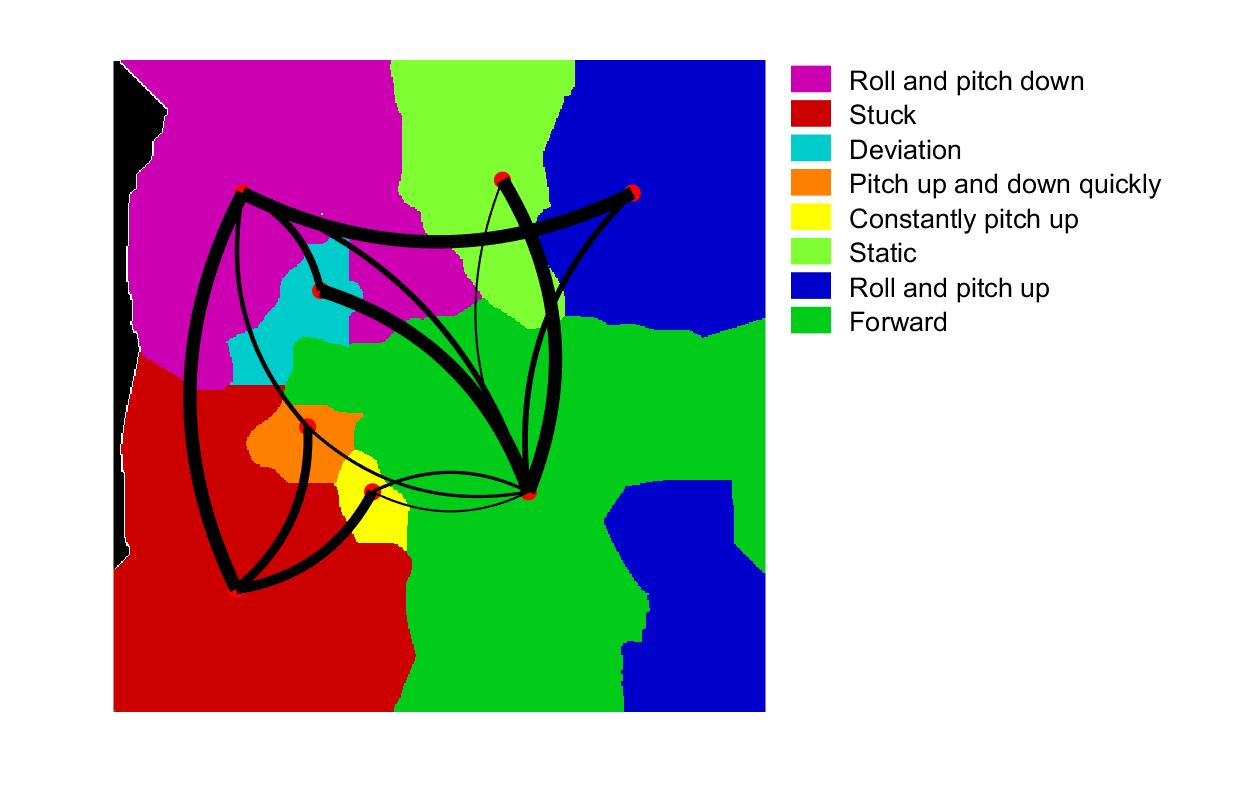 Roll and pitch down
Stuck
Deviation
Pitch up and down quickly
Constantly pitch up
Static
Roll and pitch up
Forward